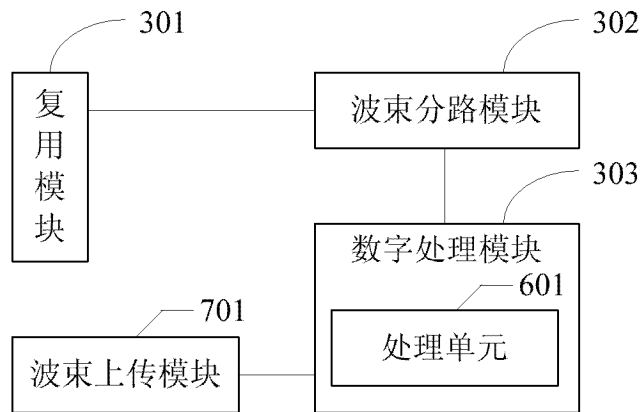 301
302
复用模块
波束分路模块
303
数字处理模块
601
处理单元
701
波束上传模块